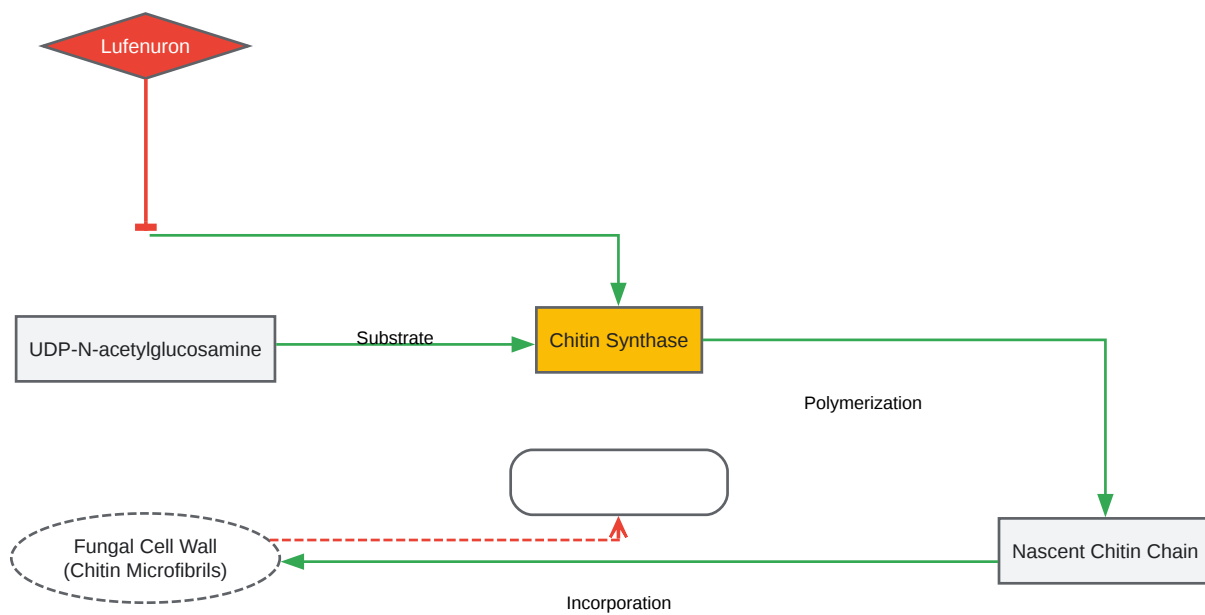 Lufenuron
UDP-N-acetylglucosamine
Substrate
Chitin Synthase
Polymerization
Fungal Cell Wall
(Chitin Microfibrils)
Nascent Chitin Chain
Incorporation